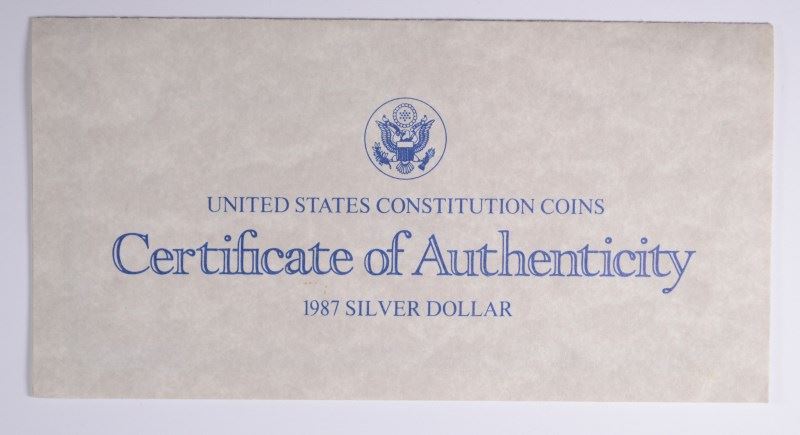 UNITED STATES CONSTITUTION COINS
Certificate of Authenticity
1987 SILVER DOLLAR